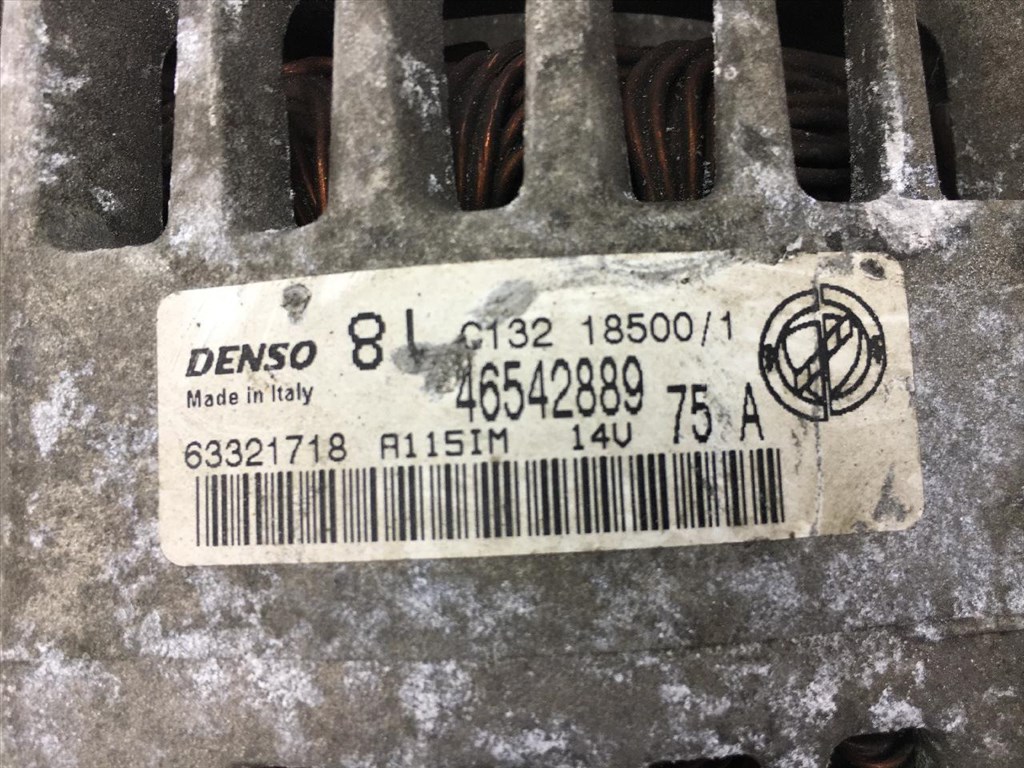 DENSO 8 C132 18500/1
Made in Italy 46542889 75 A
63321718 A115IM 14V